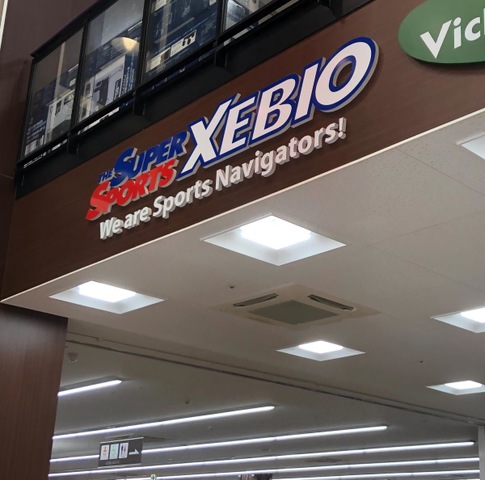 THE SUPER
SPORTS XEBIO
We are Sports Navigators!
Vic